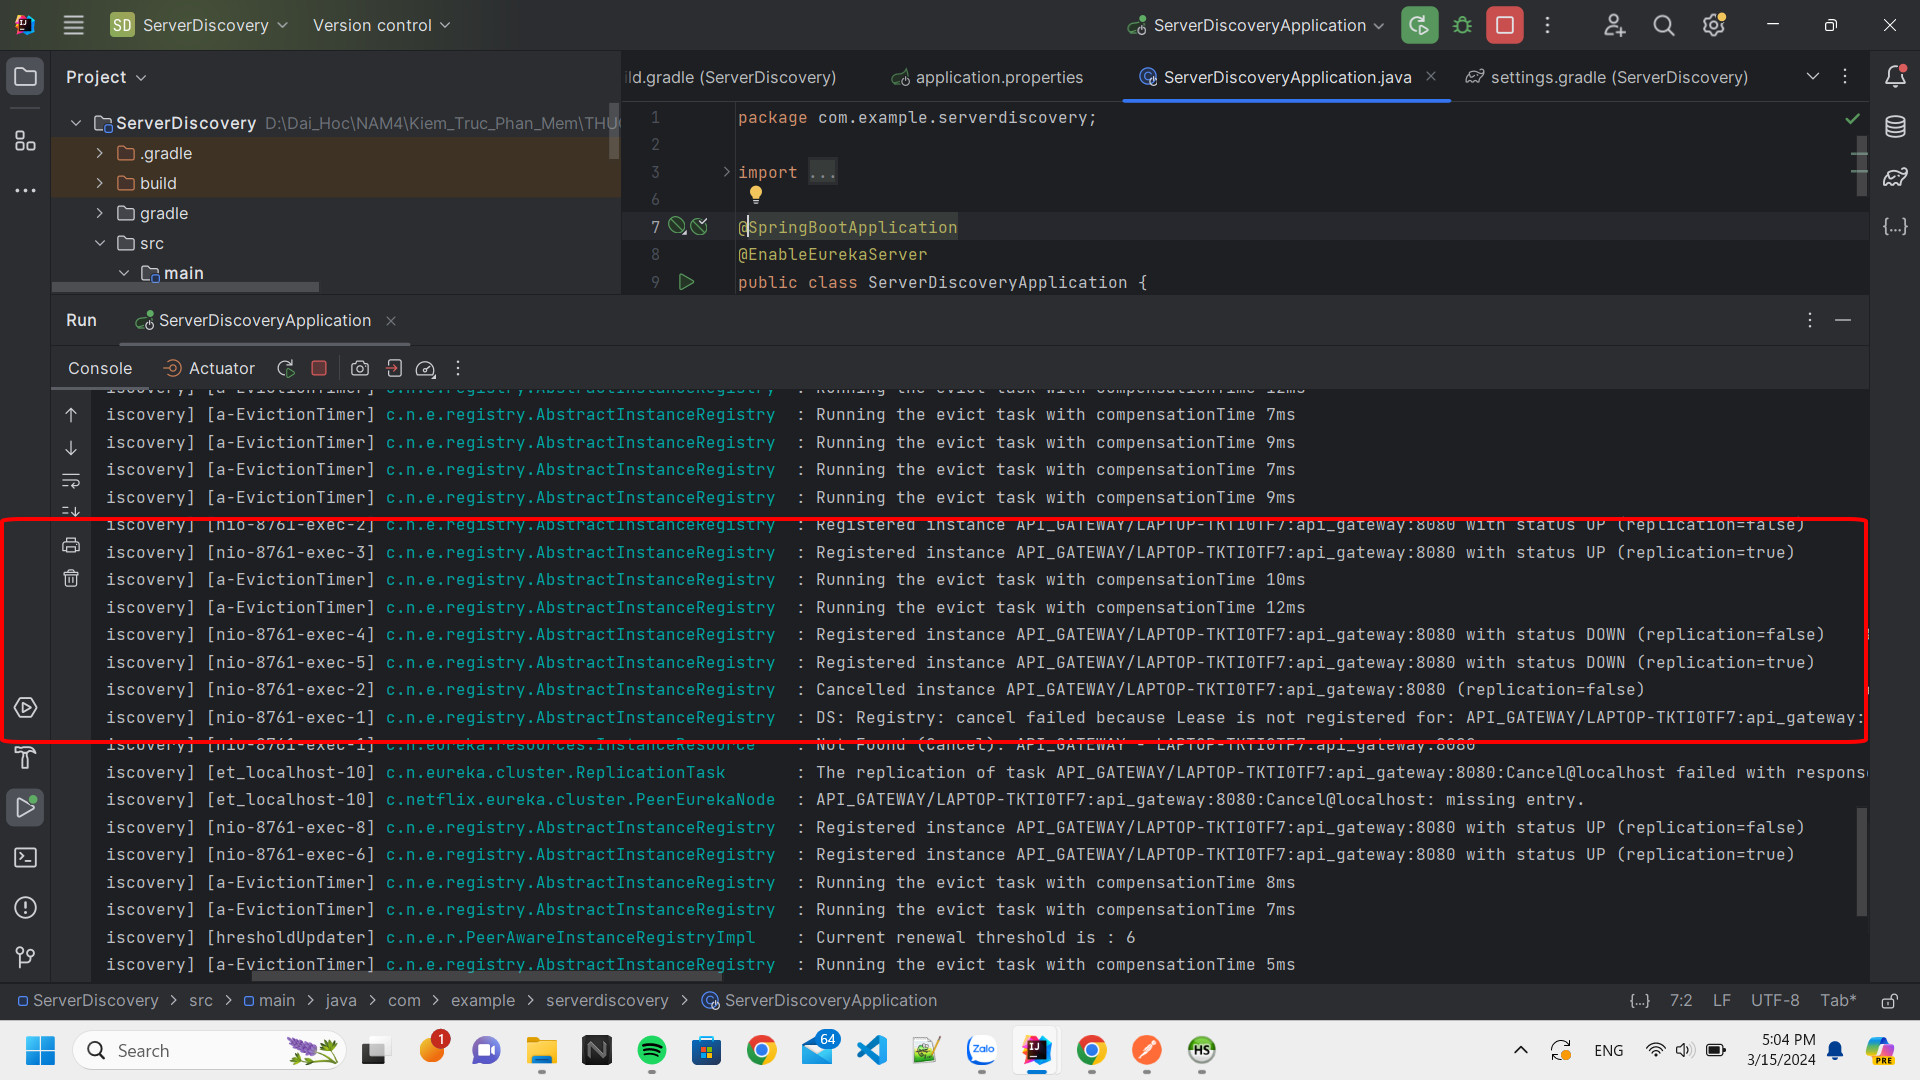 SD ServerDiscovery Version control ServerDiscoveryApplication
Project
ld.gradle (ServerDiscovery) application.properties ServerDiscoveryApplication.java settings.gradle (ServerDiscovery)
ServerDiscovery D:\Dai_Hoc\NAM4\Kiem_Truc_Phan_Mem\THU
.gradle
build
gradle
src
main
1 package com.example.serverdiscovery;
2
3 import ...
6
7 @SpringBootApplication
8 @EnableEurekaServer
9 public class ServerDiscoveryApplication {
Run ServerDiscoveryApplication
Console Actuator
iscovery] [a-EvictionTimer] c.n.e.registry.AbstractInstanceRegistry : Running the evict task with compensationTime 12ms
iscovery] [a-EvictionTimer] c.n.e.registry.AbstractInstanceRegistry : Running the evict task with compensationTime 7ms
iscovery] [a-EvictionTimer] c.n.e.registry.AbstractInstanceRegistry : Running the evict task with compensationTime 9ms
iscovery] [a-EvictionTimer] c.n.e.registry.AbstractInstanceRegistry : Running the evict task with compensationTime 7ms
iscovery] [a-EvictionTimer] c.n.e.registry.AbstractInstanceRegistry : Running the evict task with compensationTime 9ms
iscovery] [nio-8761-exec-2] c.n.e.registry.AbstractInstanceRegistry : Registered instance API_GATEWAY/LAPTOP-TKTI0TF7:api_gateway:8080 with status UP (replication=false)
iscovery] [nio-8761-exec-3] c.n.e.registry.AbstractInstanceRegistry : Registered instance API_GATEWAY/LAPTOP-TKTI0TF7:api_gateway:8080 with status UP (replication=true)
iscovery] [a-EvictionTimer] c.n.e.registry.AbstractInstanceRegistry : Running the evict task with compensationTime 10ms
iscovery] [a-EvictionTimer] c.n.e.registry.AbstractInstanceRegistry : Running the evict task with compensationTime 12ms
iscovery] [nio-8761-exec-4] c.n.e.registry.AbstractInstanceRegistry : Registered instance API_GATEWAY/LAPTOP-TKTI0TF7:api_gateway:8080 with status DOWN (replication=false)
iscovery] [nio-8761-exec-5] c.n.e.registry.AbstractInstanceRegistry : Registered instance API_GATEWAY/LAPTOP-TKTI0TF7:api_gateway:8080 with status DOWN (replication=true)
iscovery] [nio-8761-exec-2] c.n.e.registry.AbstractInstanceRegistry : Cancelled instance API_GATEWAY/LAPTOP-TKTI0TF7:api_gateway:8080 (replication=false)
iscovery] [nio-8761-exec-1] c.n.e.registry.AbstractInstanceRegistry : DS: Registry: cancel failed because Lease is not registered for: API_GATEWAY/LAPTOP-TKTI0TF7:api_gateway:
iscovery] [nio-8761-exec-1] c.n.eureka.resources.InstanceResource : Not Found (Cancel): API_GATEWAY - LAPTOP-TKTI0TF7:api_gateway:8080
iscovery] [et_localhost-10] c.n.eureka.cluster.ReplicationTask : The replication of task API_GATEWAY/LAPTOP-TKTI0TF7:api_gateway:8080:Cancel@localhost failed with respons
iscovery] [et_localhost-10] c.netflix.eureka.cluster.PeerEurekaNode : API_GATEWAY/LAPTOP-TKTI0TF7:api_gateway:8080:Cancel@localhost: missing entry.
iscovery] [nio-8761-exec-8] c.n.e.registry.AbstractInstanceRegistry : Registered instance API_GATEWAY/LAPTOP-TKTI0TF7:api_gateway:8080 with status UP (replication=false)
iscovery] [nio-8761-exec-6] c.n.e.registry.AbstractInstanceRegistry : Registered instance API_GATEWAY/LAPTOP-TKTI0TF7:api_gateway:8080 with status UP (replication=true)
iscovery] [a-EvictionTimer] c.n.e.registry.AbstractInstanceRegistry : Running the evict task with compensationTime 8ms
iscovery] [a-EvictionTimer] c.n.e.registry.AbstractInstanceRegistry : Running the evict task with compensationTime 7ms
iscovery] [hresholdUpdater] c.n.e.r.PeerAwareInstanceRegistryImpl : Current renewal threshold is : 6
iscovery] [a-EvictionTimer] c.n.e.registry.AbstractInstanceRegistry : Running the evict task with compensationTime 5ms
ServerDiscovery > src > main > java > com > example > serverdiscovery > ServerDiscoveryApplication {...} 7:2 LF UTF-8 Tab*
Search 1 64 Zalo IJ HS ENG 5:04 PM PRE
3/15/2024